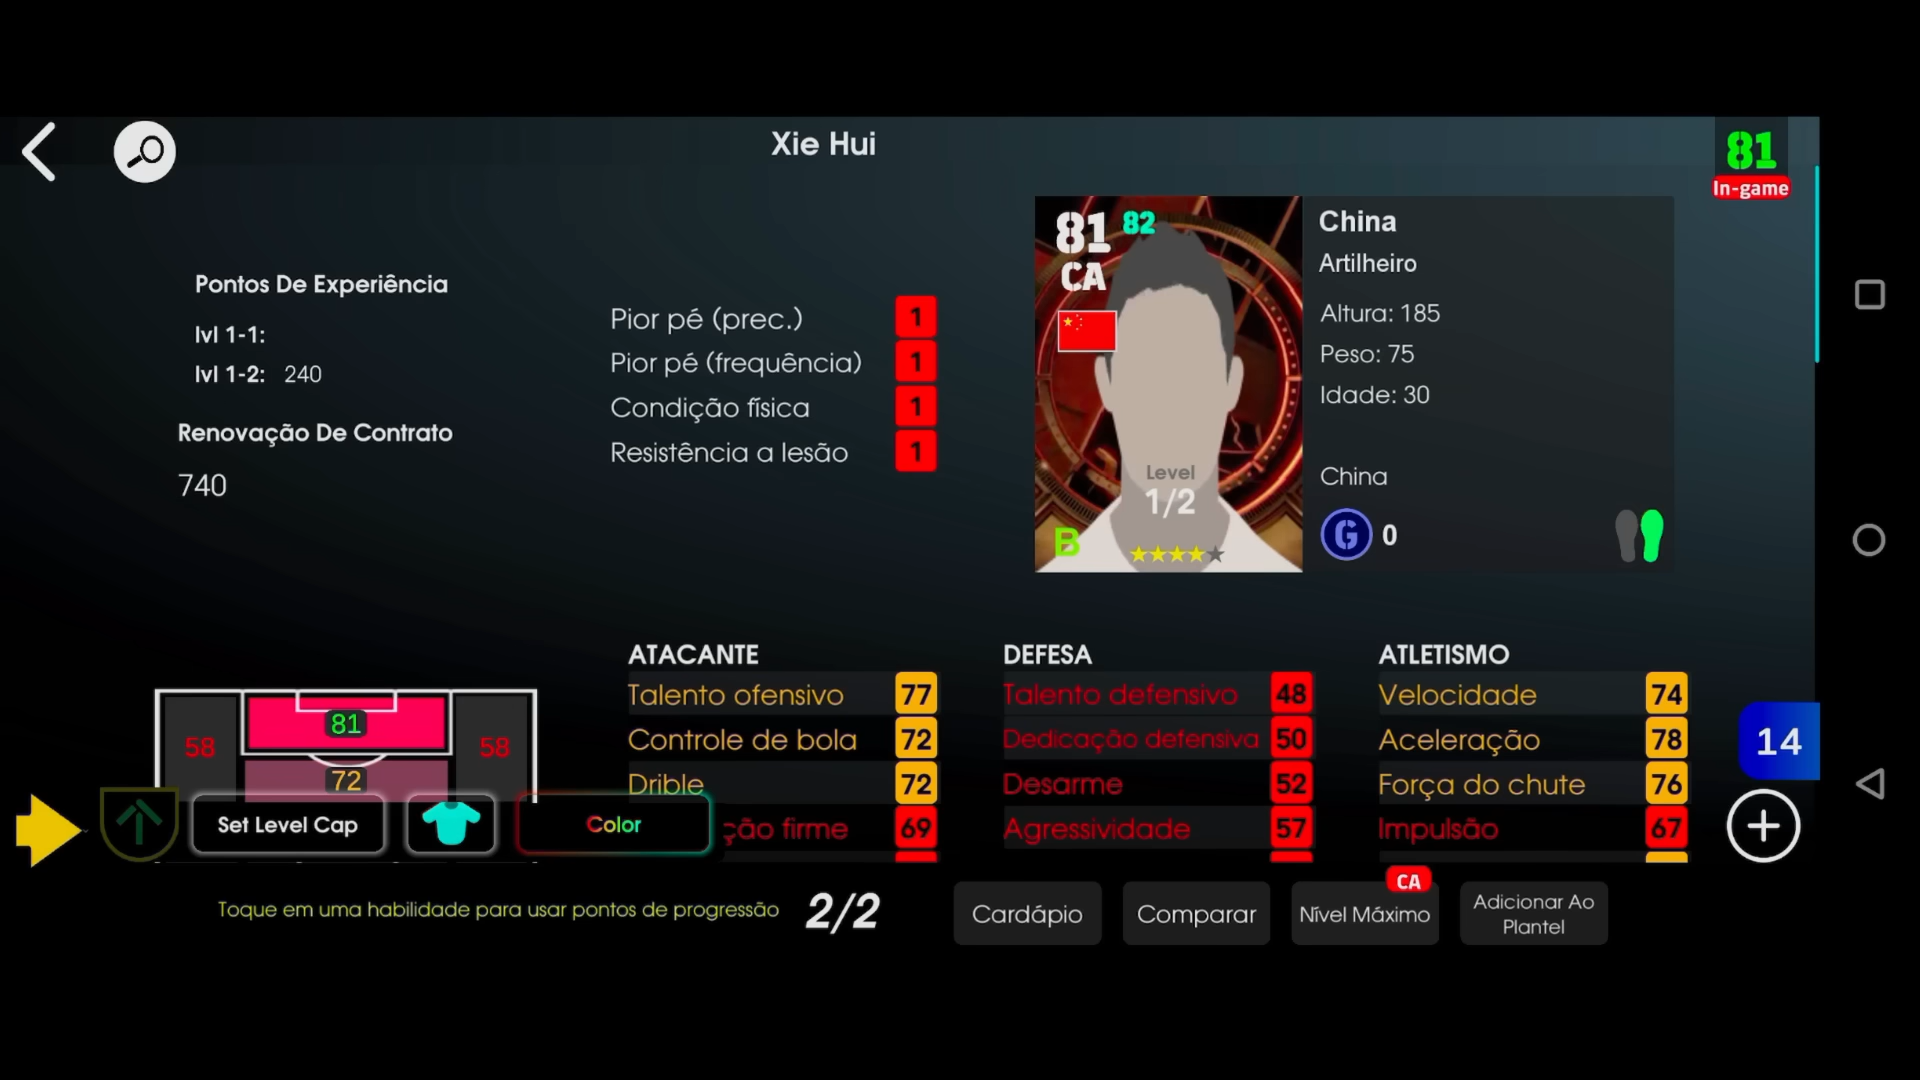 Xie Hui
81
In-game
Pontos De Experiência
lvl 1-1:
lvl 1-2: 240
Renovação De Contrato
740
Pior pé (prec.) 1
Pior pé (frequência) 1
Condição física 1
Resistência a lesão 1
81 82
CA
Level
1/2
B
China
Artilheiro
Altura: 185
Peso: 75
Idade: 30
China
G 0
81
58 58
72
ATACANTE
Talento ofensivo 77
Controle de bola 72
Drible 72
ção firme 69
DEFESA
Talento defensivo 48
Dedicação defensiva 50
Desarme 52
Agressividade 57
ATLETISMO
Velocidade 74
Aceleração 78
Força do chute 76
Impulsão 67
14
Set Level Cap
Color
Toque em uma habilidade para usar pontos de progressão 2/2
Cardápio
Comparar
CA
Nível Máximo
Adicionar Ao
Plantel